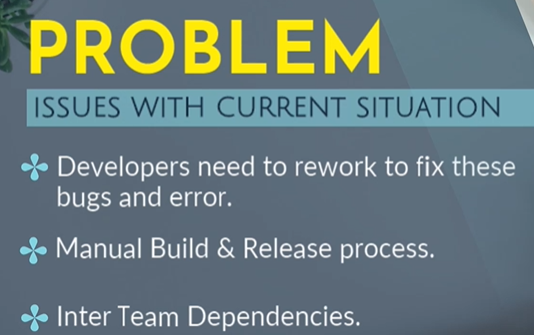 PROBLEM
ISSUES WITH CURRENT SITUATION
Developers need to rework to fix these
bugs and error.
Manual Build & Release process.
Inter Team Dependencies.